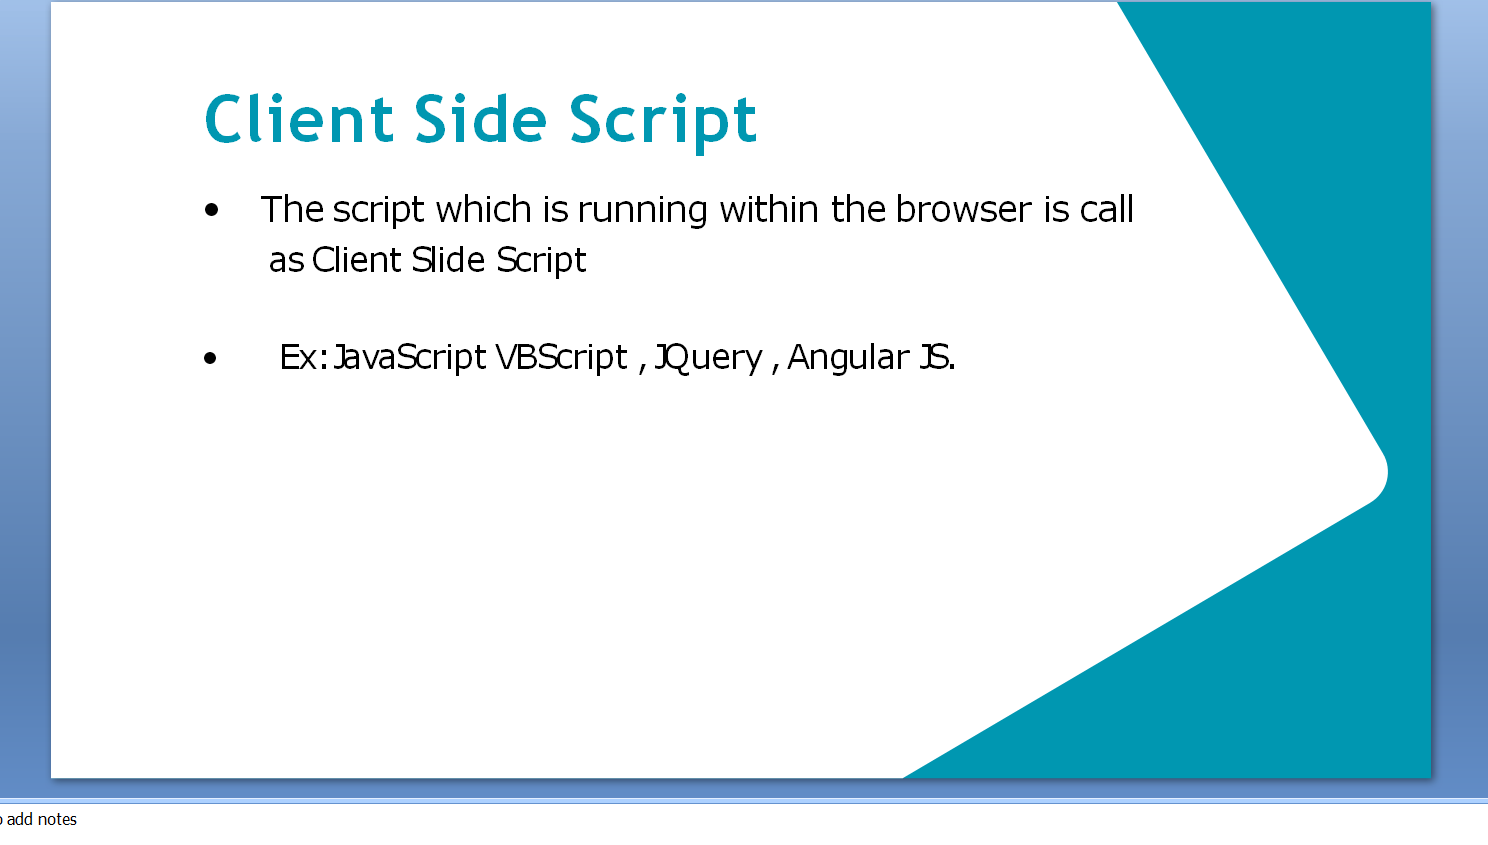 Client Side Script
• The script which is running within the browser is call
as Client Slide Script
• Ex:JavaScript VBScript , JQuery , Angular JS.
add notes